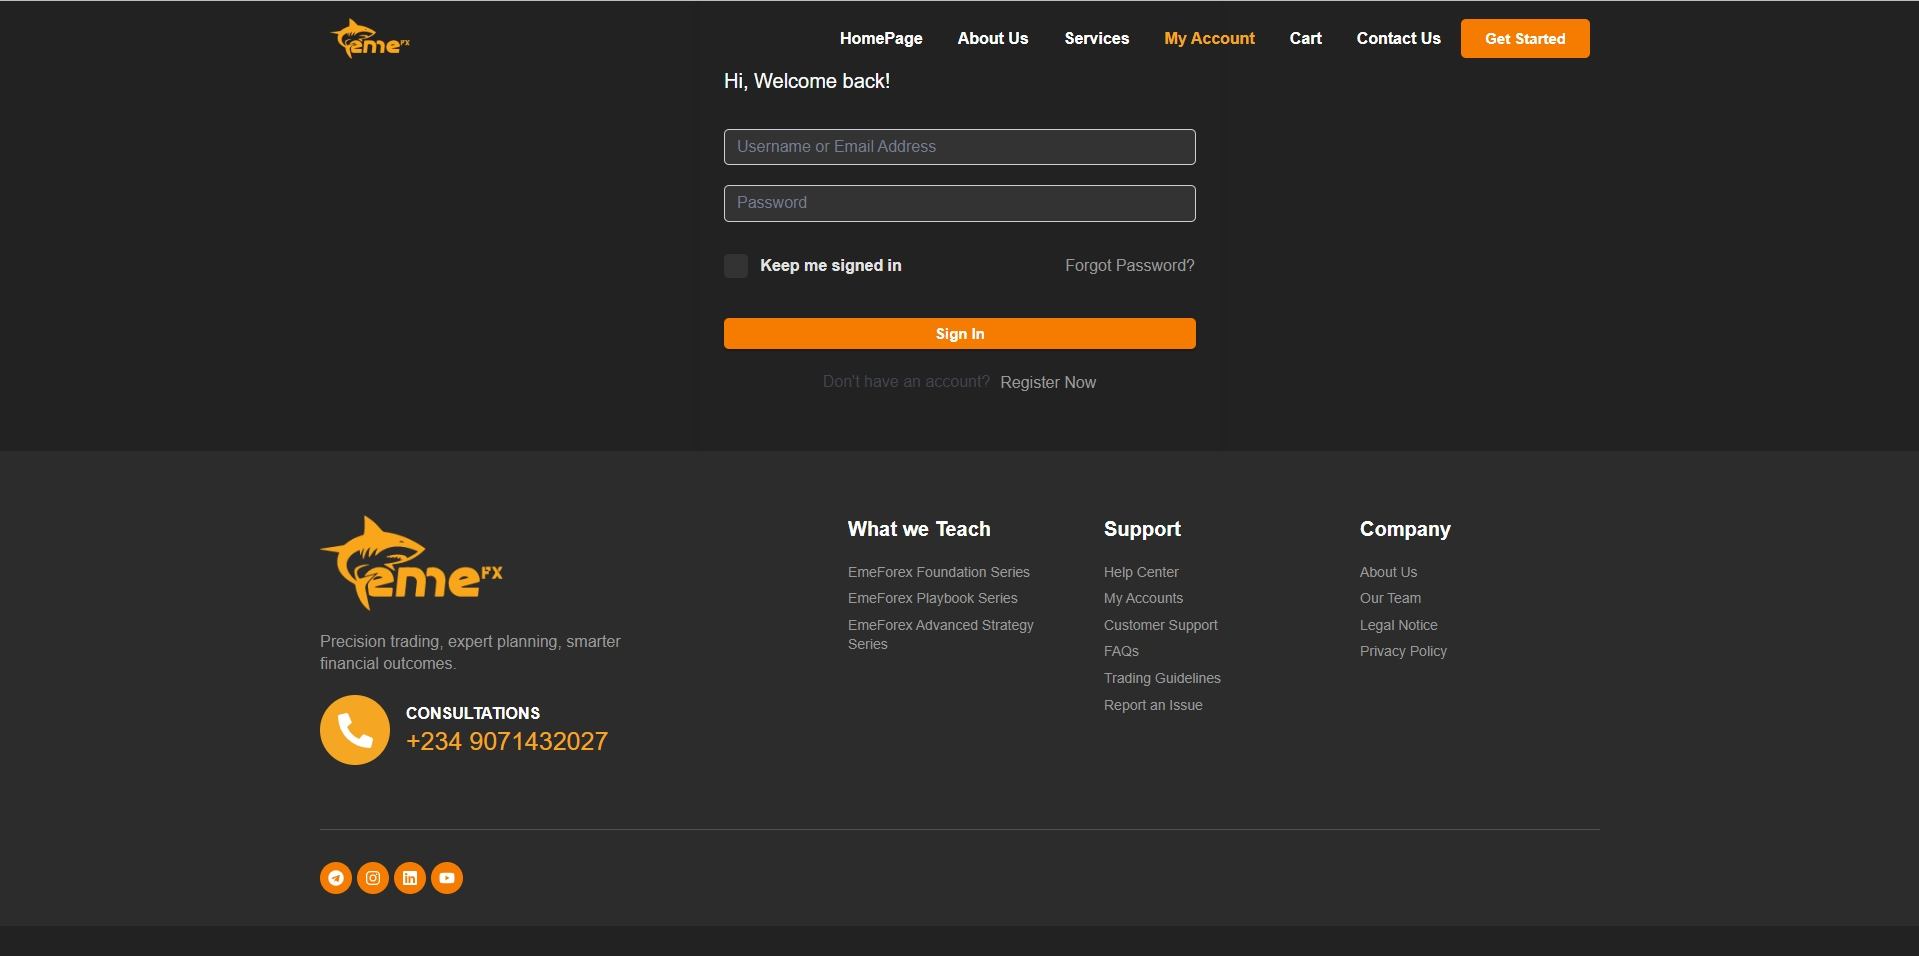 eme FX
HomePage
About Us
Services
My Account
Cart
Contact Us
Get Started
Hi, Welcome back!
Username or Email Address
Password
Keep me signed in
Forgot Password?
Sign In
Don't have an account? Register Now
eme FX
Precision trading, expert planning, smarter
financial outcomes.
CONSULTATIONS
+234 9071432027
What we Teach
EmeForex Foundation Series
EmeForex Playbook Series
EmeForex Advanced Strategy
Series
Support
Help Center
My Accounts
Customer Support
FAQs
Trading Guidelines
Report an Issue
Company
About Us
Our Team
Legal Notice
Privacy Policy
in